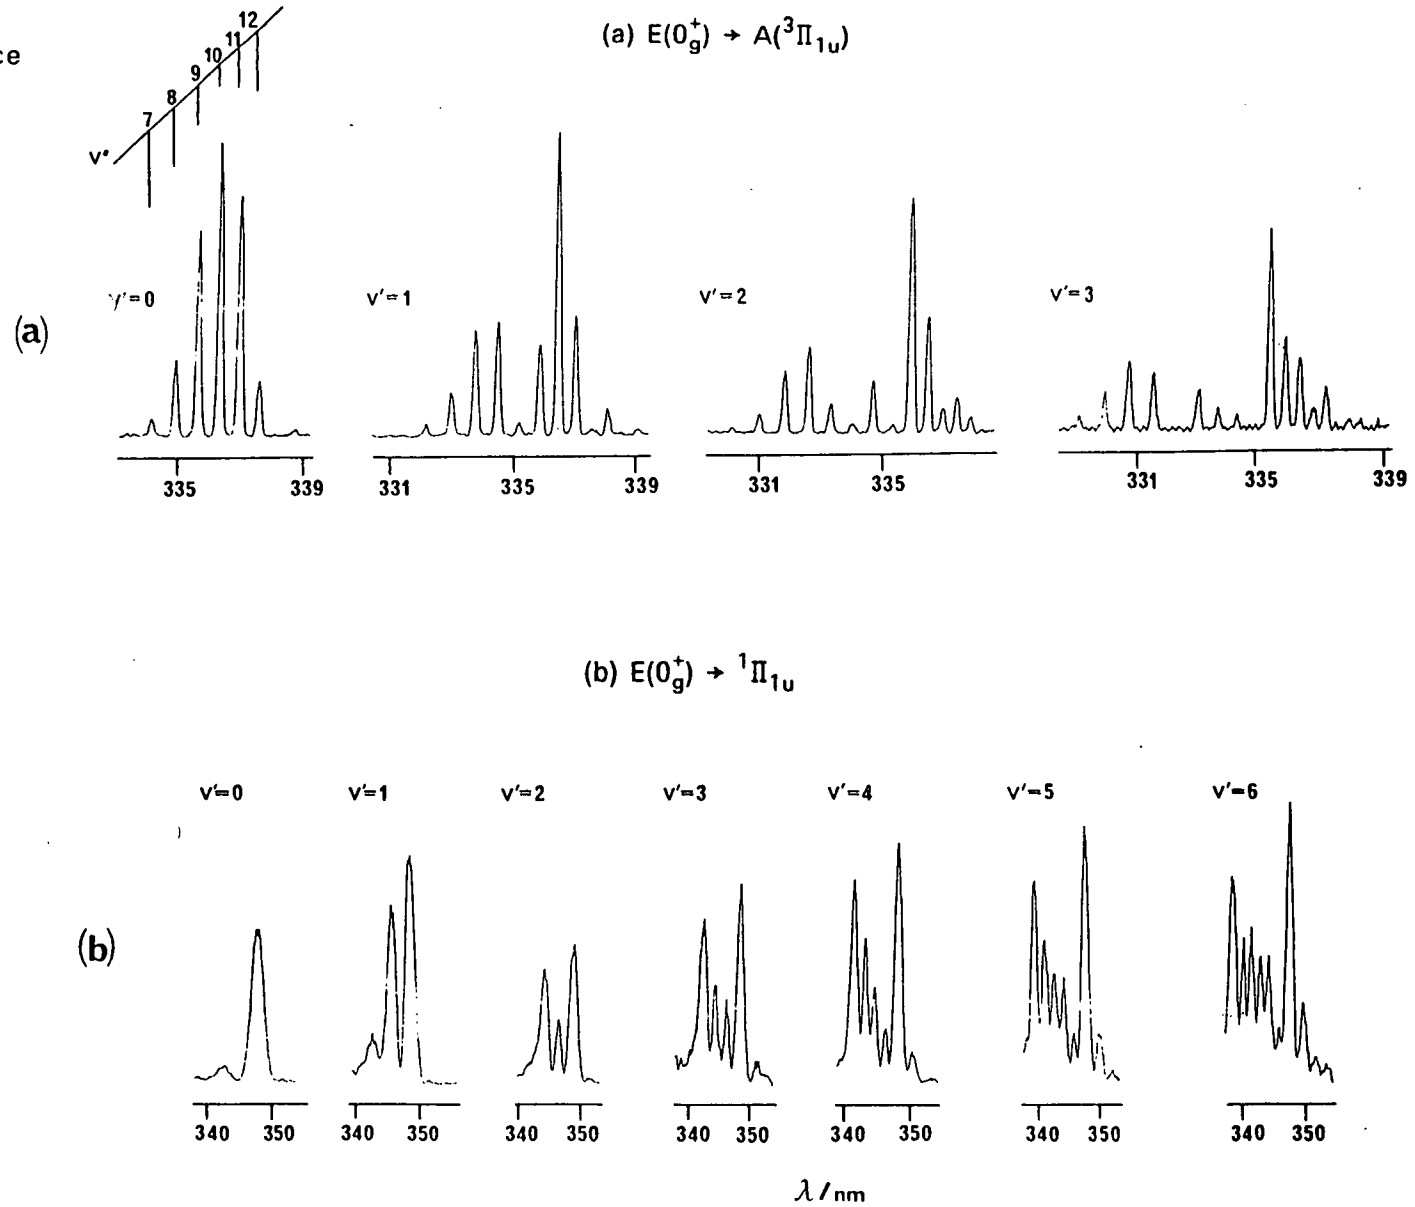 ce
(a) E(0g+) → A(³Π1u)
7 8 9 10 11 12
v"
(a)
v'=0 v'=1 v'=2 v'=3
335 339 331 335 339 331 335 331 335 339
(b) E(0g+) → ¹Π1u
v'=0 v'=1 v'=2 v'=3 v'=4 v'=5 v'=6
(b)
340 350 340 350 340 350 340 350 340 350 340 350 340 350
λ/nm